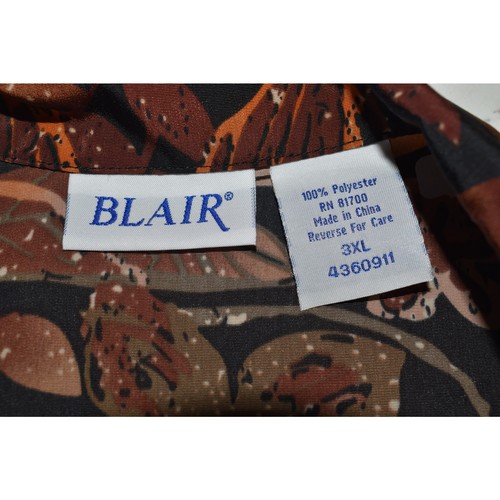 BLAIR®
100% Polyester
RN 81700
Made in China
Reverse For Care
3XL
4360911